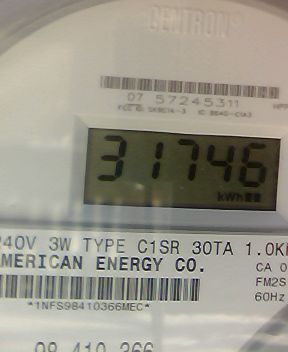 CENTRON®
07 57245311
31746
kWh
240V 3W TYPE C1SR 30TA 1.0K
AMERICAN ENERGY CO. CA 0
FM2S
*1NFS98410366MEC* 60Hz
98 410 366